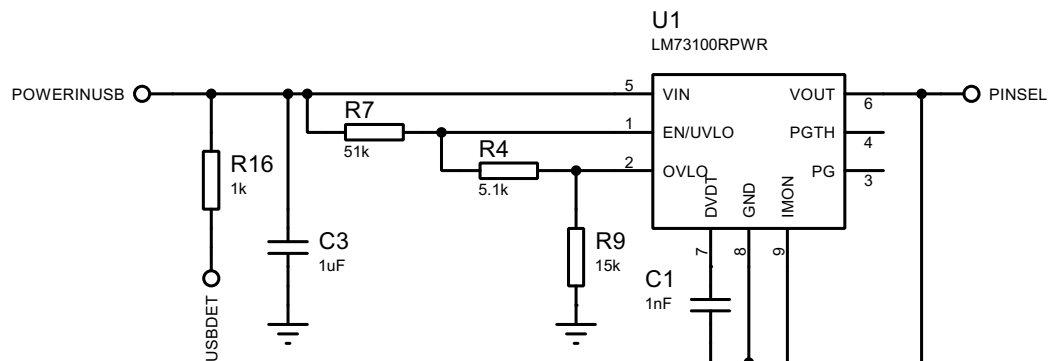 U1
LM73100RPWR
POWERINUSB
5
VIN
VOUT
6
PINSEL
R7
51k
1
EN/UVLO
PGTH
4
R16
1k
R4
5.1k
2
OVLO
PG
3
DVDT
GND
IMON
C3
1uF
R9
15k
7
8
9
C1
1nF
USBDET